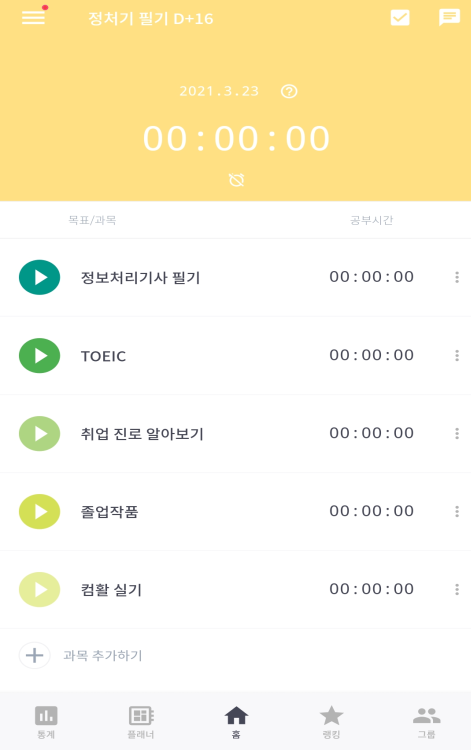 정처기 필기 D+16
2021.3.23
00:00:00
목표/과목 공부시간
정보처리기사 필기 00:00:00
TOEIC 00:00:00
취업 진로 알아보기 00:00:00
졸업작품 00:00:00
컴활 실기 00:00:00
과목 추가하기
통계 플래너 홈 랭킹 그룹